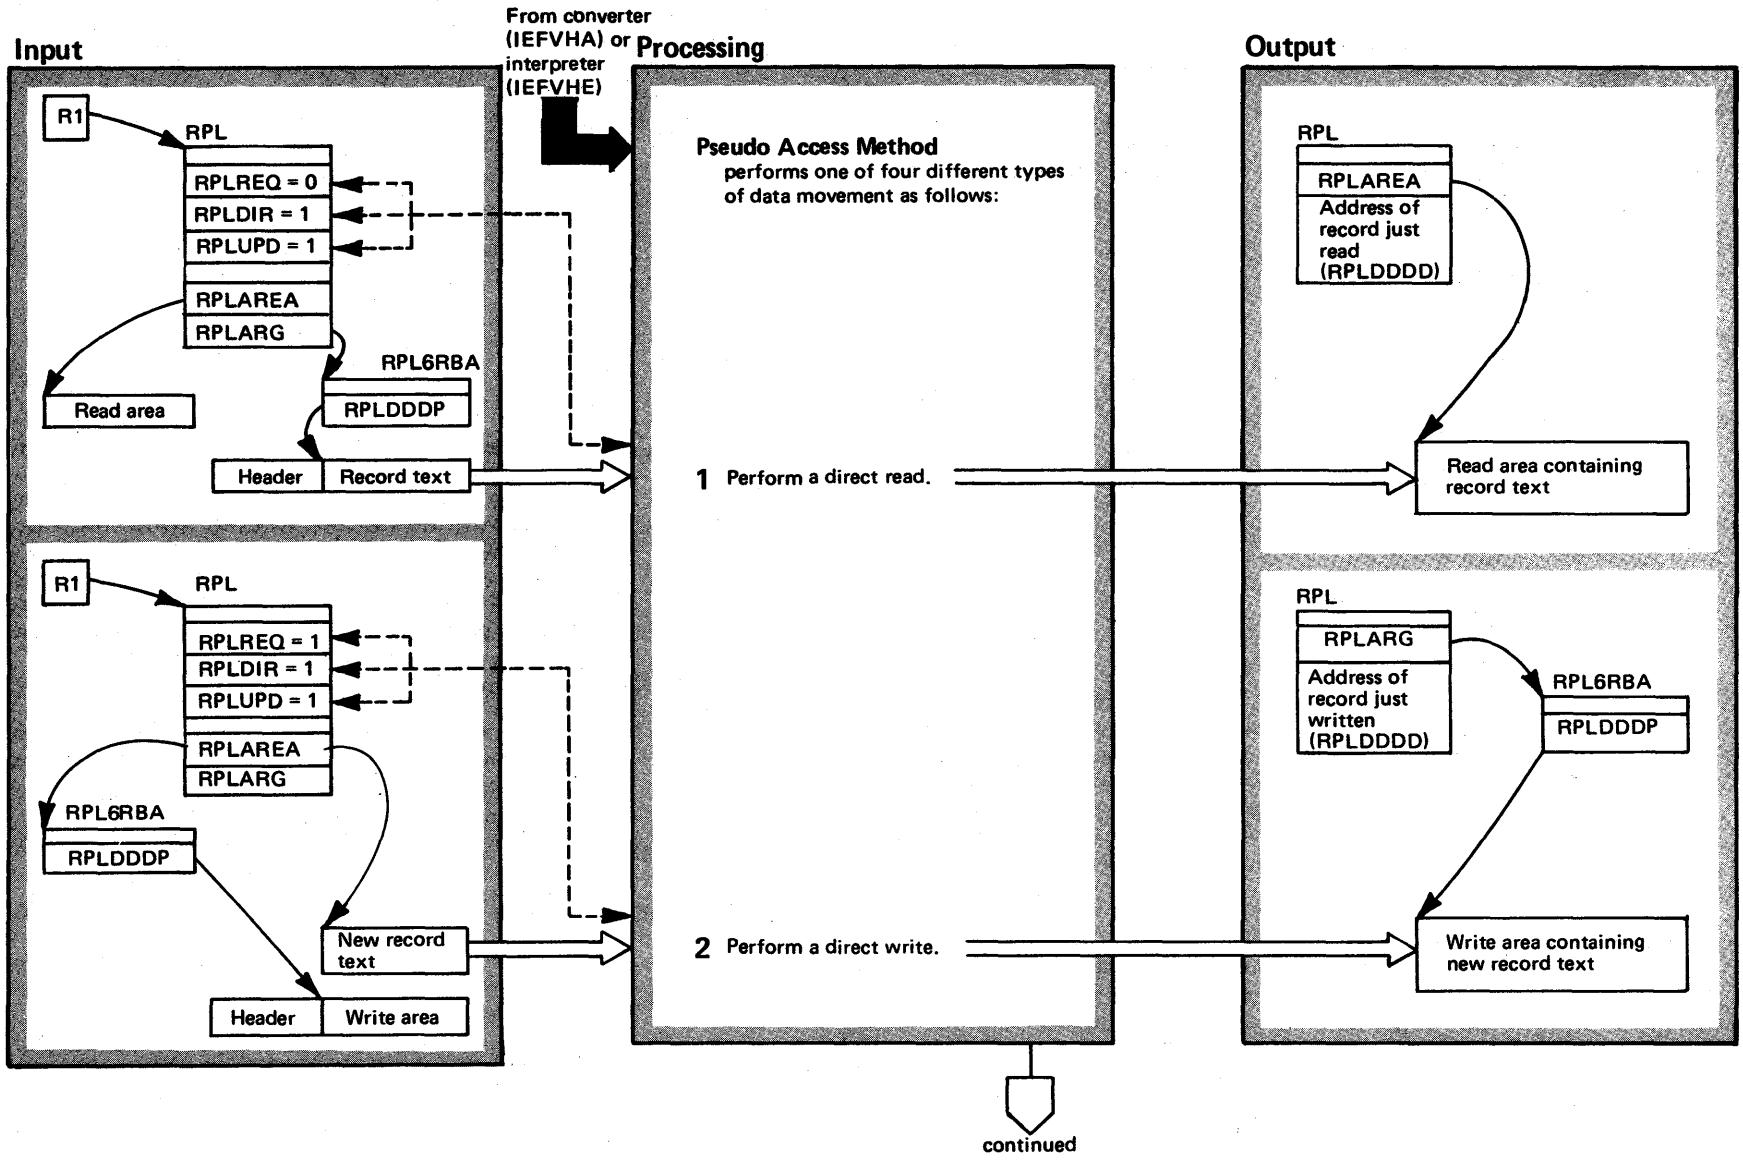 From converter
(IEFVHA) or
interpreter
(IEFVHE)
Input
Processing
Output
R1
RPL
RPLREQ = 0
RPLDIR = 1
RPLUPD = 1
RPLAREA
RPLARG
RPL6RBA
RPLDDDP
Read area
Header
Record text
Pseudo Access Method
performs one of four different types
of data movement as follows:
1 Perform a direct read.
RPL
RPLAREA
Address of
record just
read
(RPLDDDD)
Read area containing
record text
R1
RPL
RPLREQ = 1
RPLDIR = 1
RPLUPD = 1
RPLAREA
RPLARG
RPL6RBA
RPLDDDP
New record
text
Header
Write area
2 Perform a direct write.
RPL
RPLARG
Address of
record just
written
(RPLDDDD)
RPL6RBA
RPLDDDP
Write area containing
new record text
continued